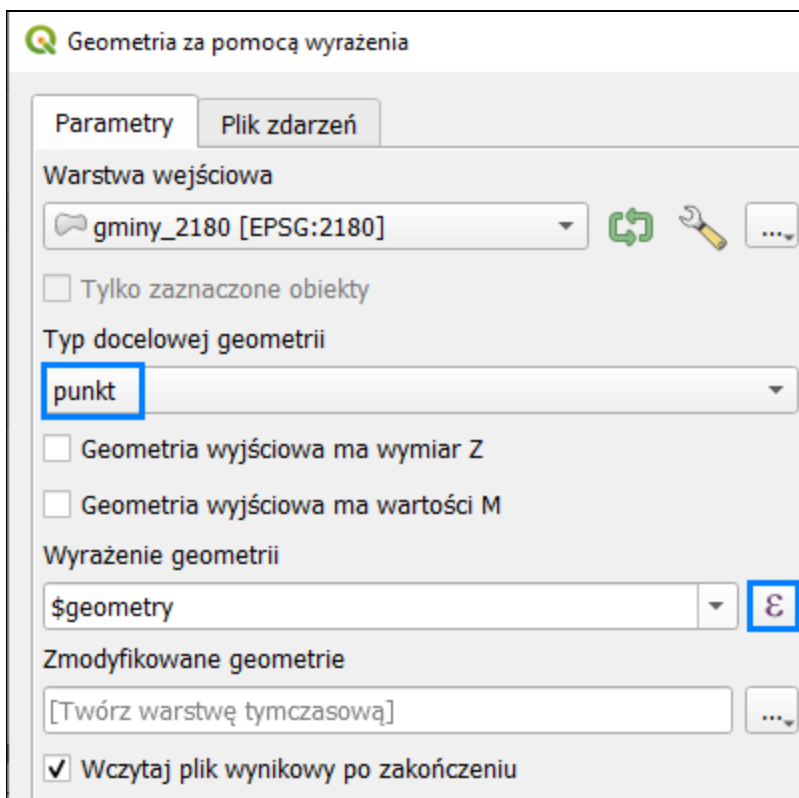 Geometria za pomocą wyrażenia
Parametry Plik zdarzeń
Warstwa wejściowa
gminy_2180 [EPSG:2180] ...
Tylko zaznaczone obiekty
Typ docelowej geometrii
punkt
Geometria wyjściowa ma wymiar Z
Geometria wyjściowa ma wartości M
Wyrażenie geometrii
$geometry ε
Zmodyfikowane geometrie
[Twórz warstwę tymczasową] ...
Wczytaj plik wynikowy po zakończeniu